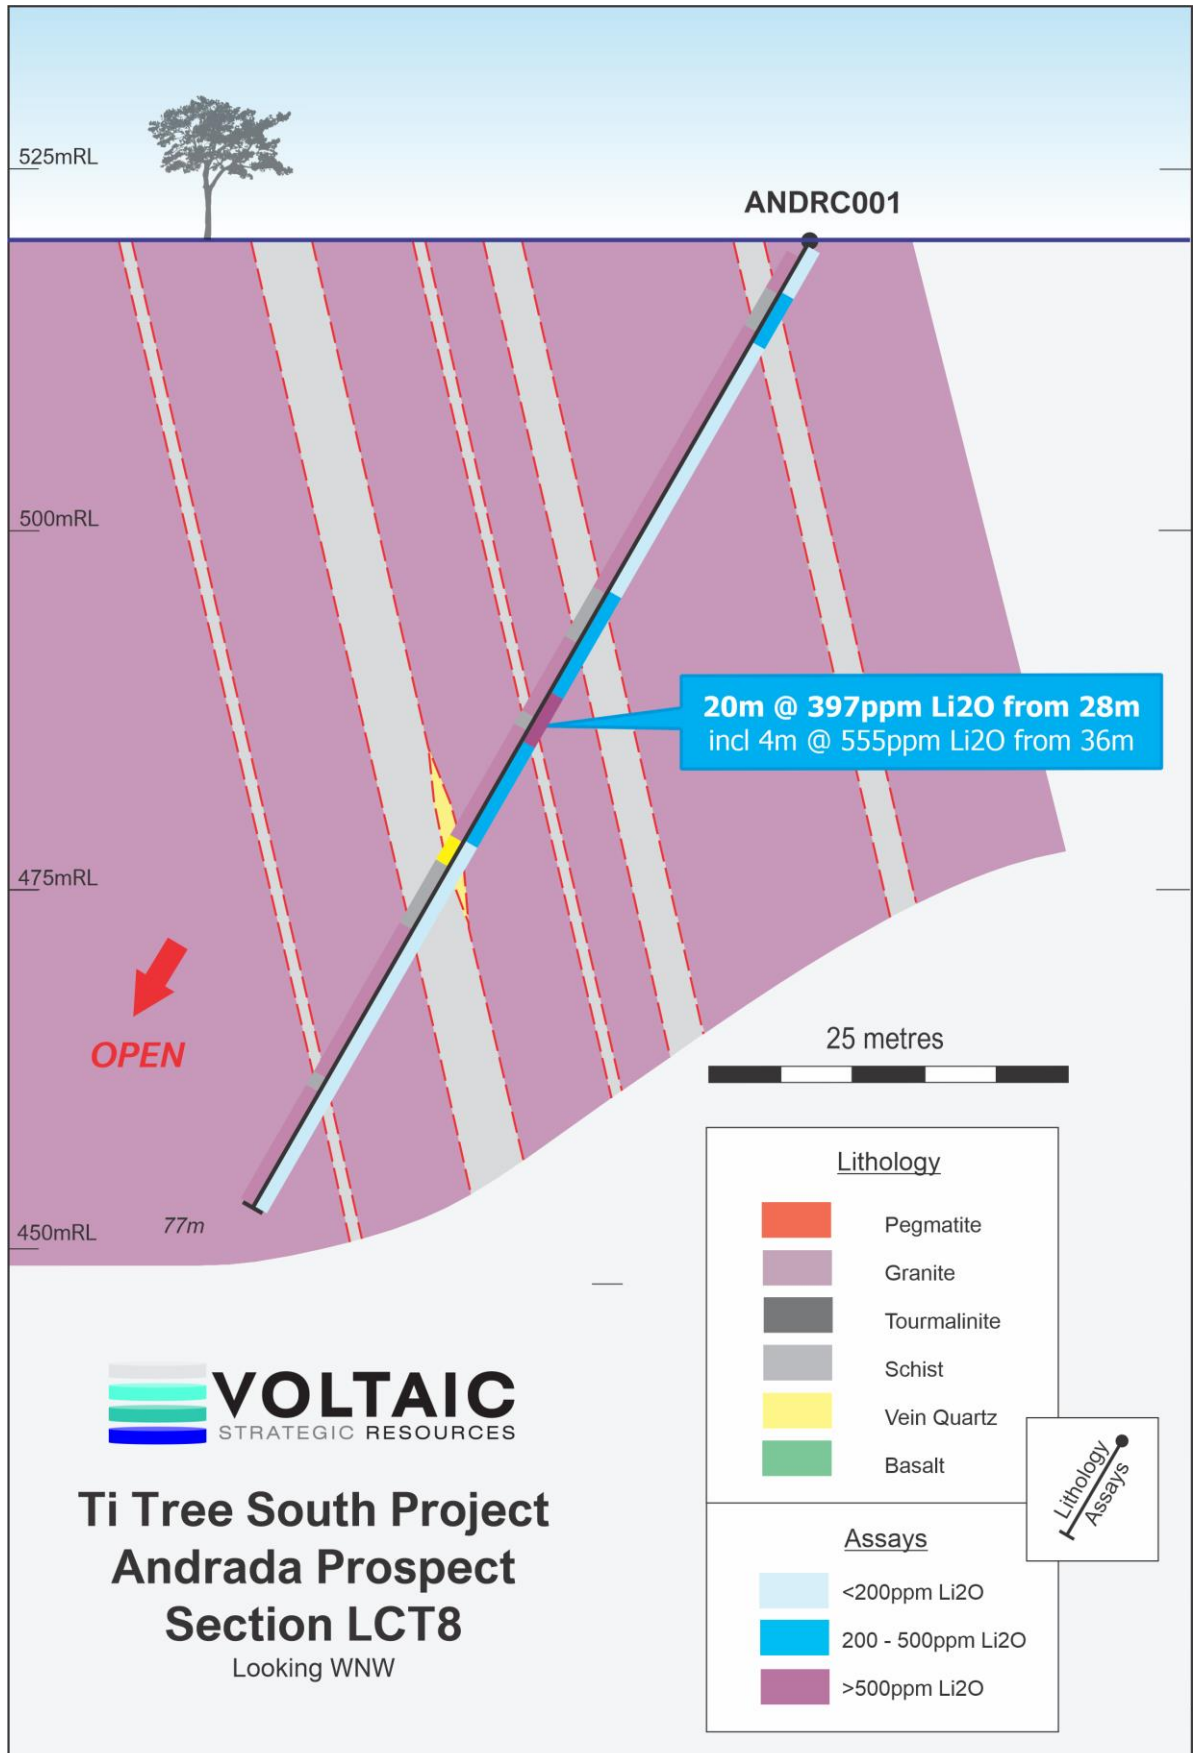 525mRL
ANDRC001
500mRL
20m @ 397ppm Li2O from 28m
incl 4m @ 555ppm Li2O from 36m
475mRL
OPEN
25 metres
77m
450mRL
Lithology
Pegmatite
Granite
Tourmalinite
Schist
Vein Quartz
Basalt
Lithology
Assays
Assays
<200ppm Li2O
200 - 500ppm Li2O
>500ppm Li2O
VOLTAIC
STRATEGIC RESOURCES
Ti Tree South Project
Andrada Prospect
Section LCT8
Looking WNW